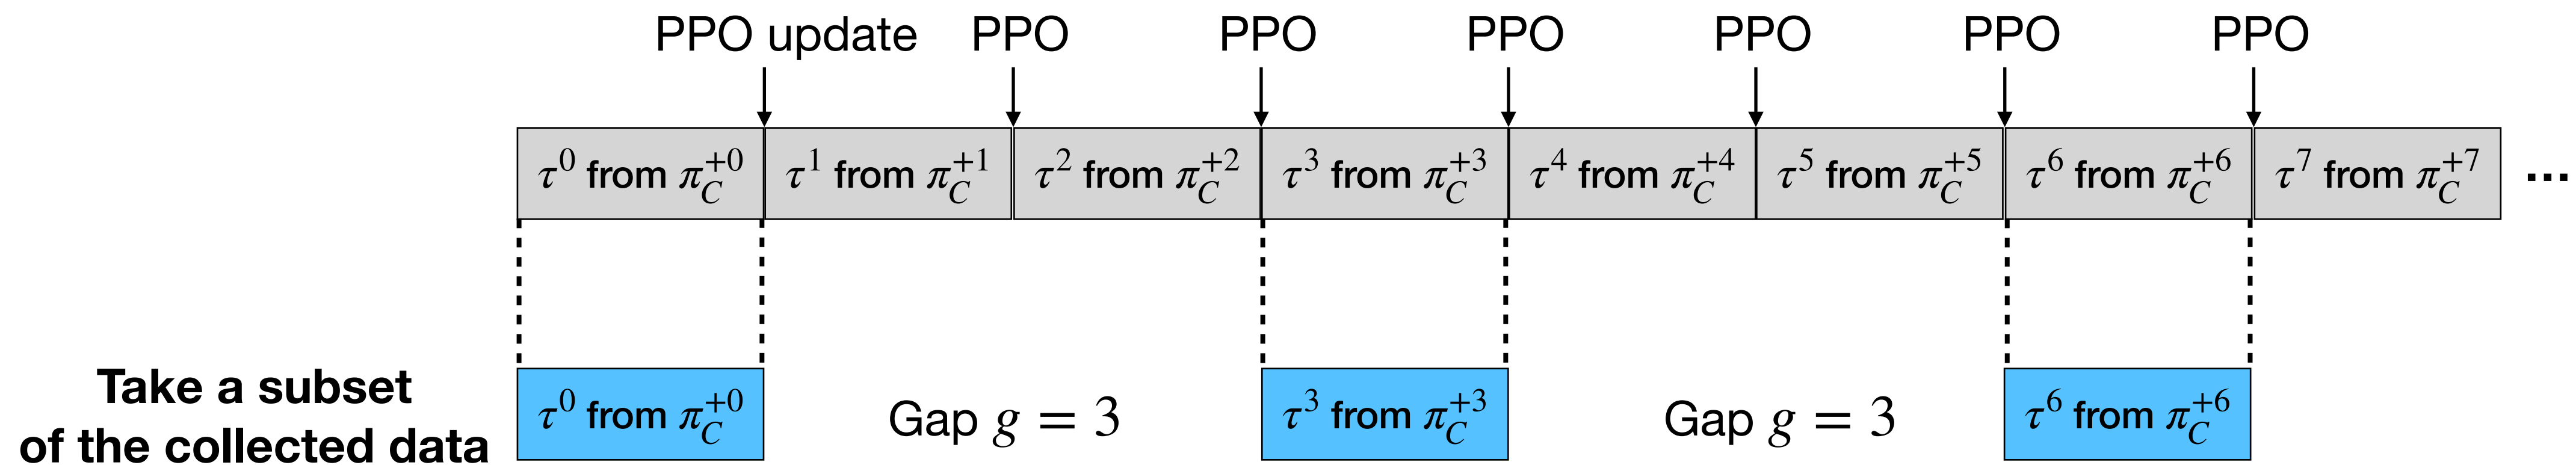 PPO update PPO PPO PPO PPO PPO PPO
τ^0 from π_C^{+0} τ^1 from π_C^{+1} τ^2 from π_C^{+2} τ^3 from π_C^{+3} τ^4 from π_C^{+4} τ^5 from π_C^{+5} τ^6 from π_C^{+6} τ^7 from π_C^{+7} ...
Take a subset
of the collected data
τ^0 from π_C^{+0} Gap g = 3 τ^3 from π_C^{+3} Gap g = 3 τ^6 from π_C^{+6}